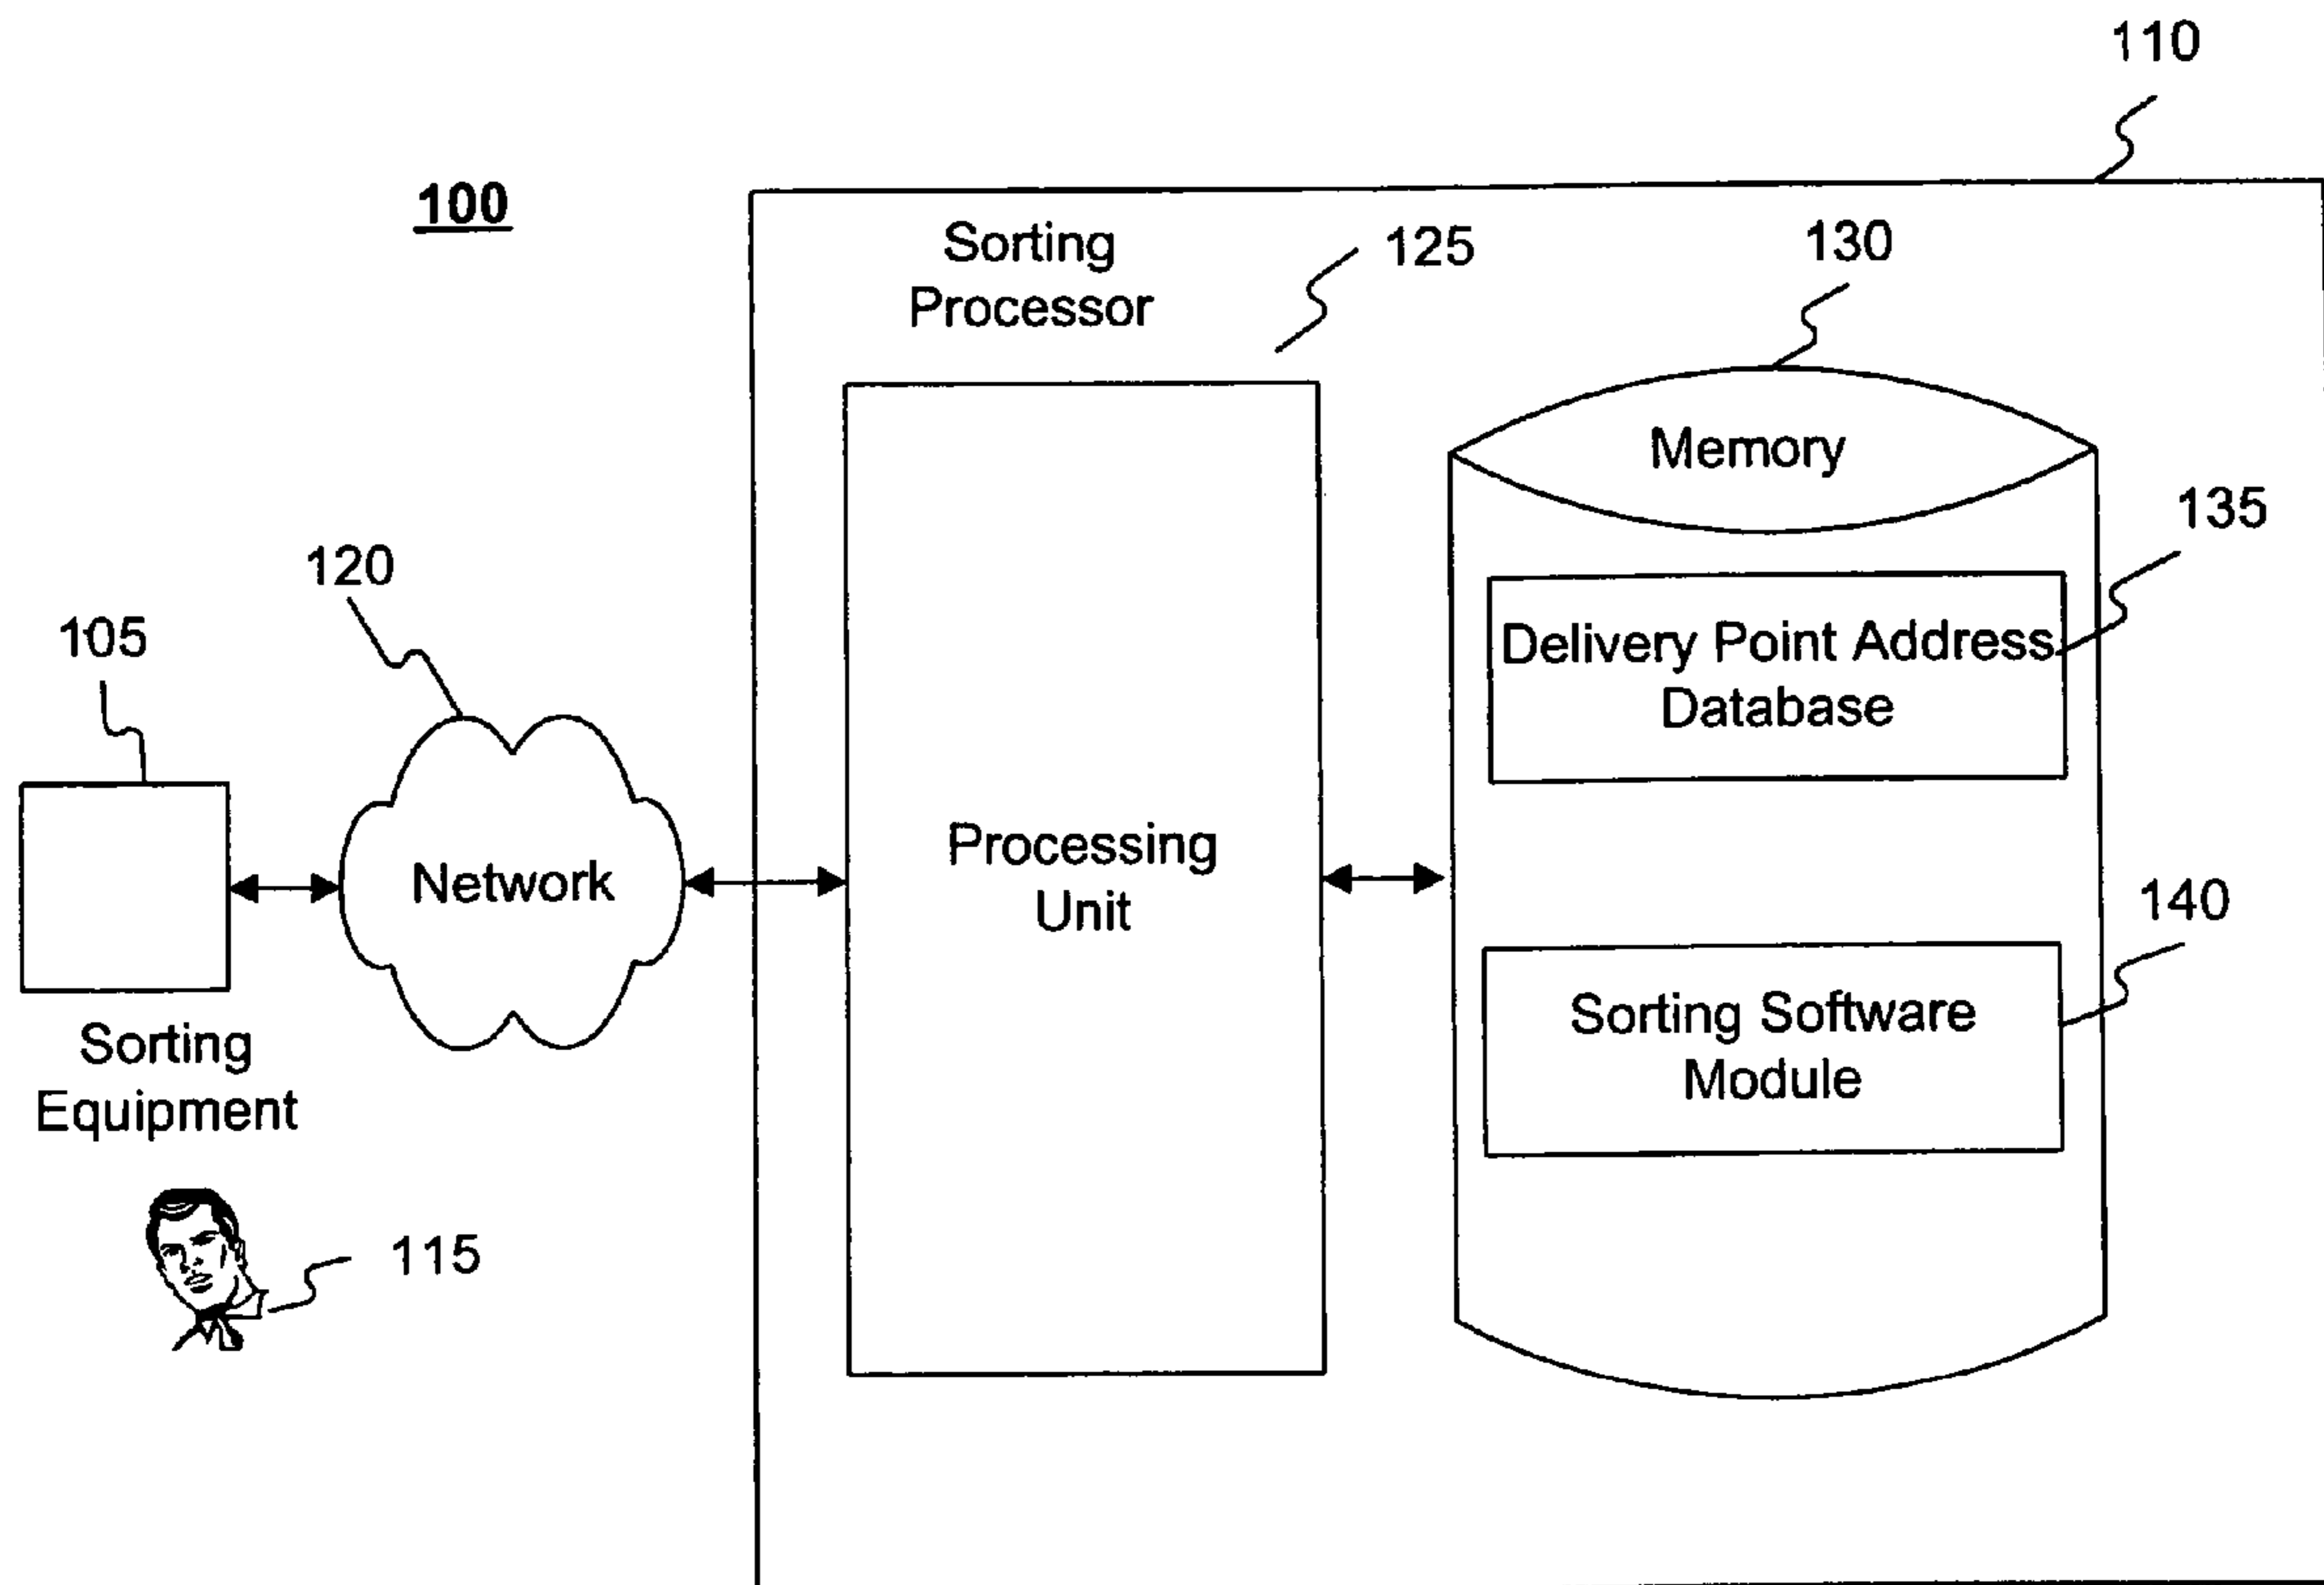 110
100
Sorting
Processor
125
130
Memory
135
Delivery Point Address
Database
120
105
Network
Processing
Unit
140
Sorting Software
Module
Sorting
Equipment
115